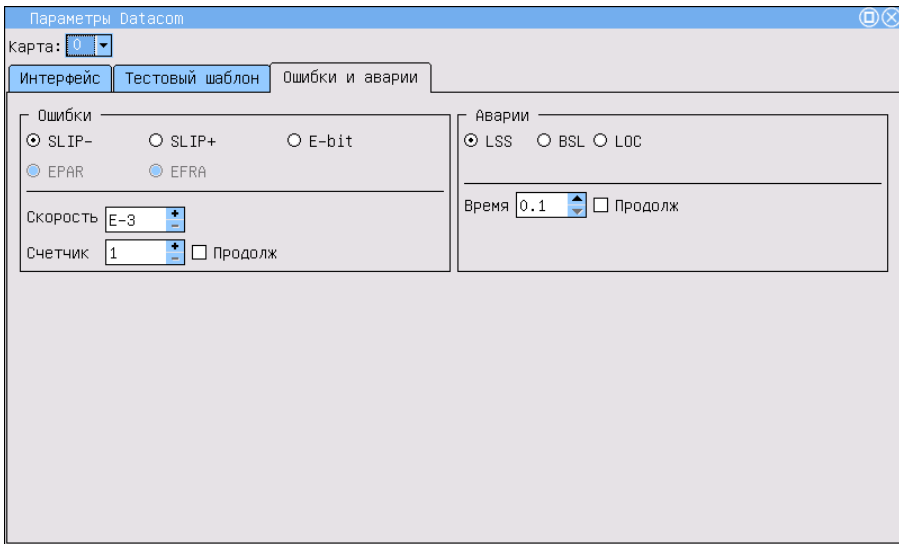 Параметры Datacom
Карта: 0
Интерфейс Тестовый шаблон Ошибки и аварии
Ошибки
SLIP- SLIP+ E-bit
EPAR EFRA
Скорость E-3
Счетчик 1 Продолж
Аварии
LSS BSL LOC
Время 0.1 Продолж